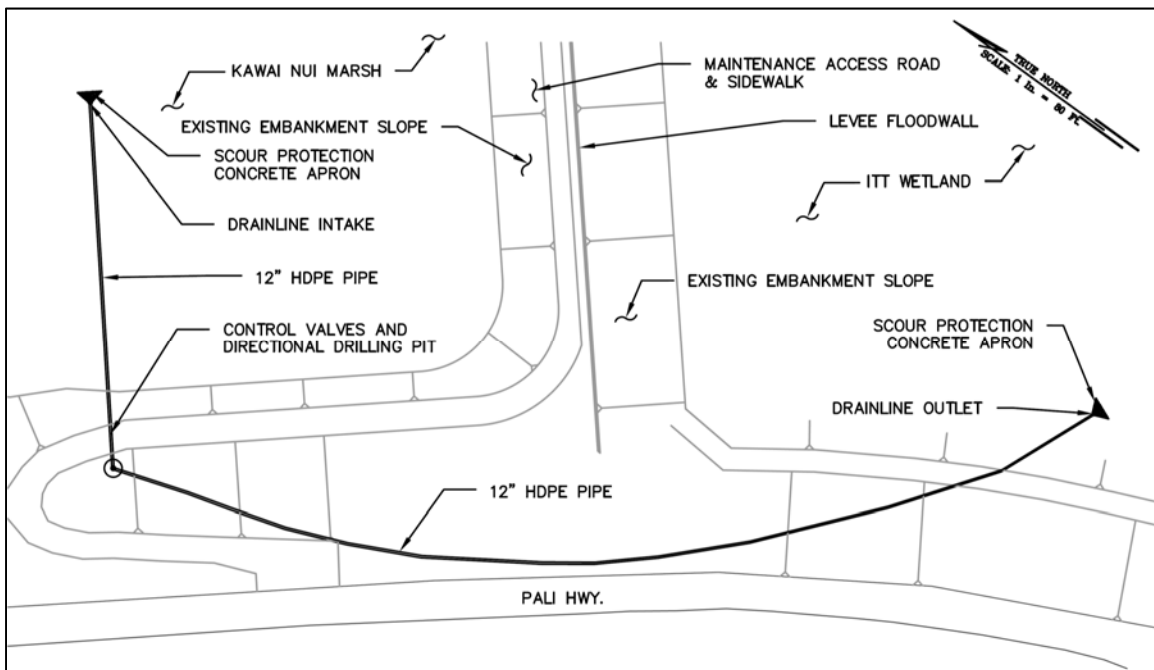 KAWAI NUI MARSH
MAINTENANCE ACCESS ROAD
& SIDEWALK
TRUE NORTH
SCALE: 1 in. = 80 Ft.
EXISTING EMBANKMENT SLOPE
LEVEE FLOODWALL
SCOUR PROTECTION
CONCRETE APRON
ITT WETLAND
DRAINLINE INTAKE
12" HDPE PIPE
EXISTING EMBANKMENT SLOPE
CONTROL VALVES AND
DIRECTIONAL DRILLING PIT
SCOUR PROTECTION
CONCRETE APRON
DRAINLINE OUTLET
12" HDPE PIPE
PALI HWY.